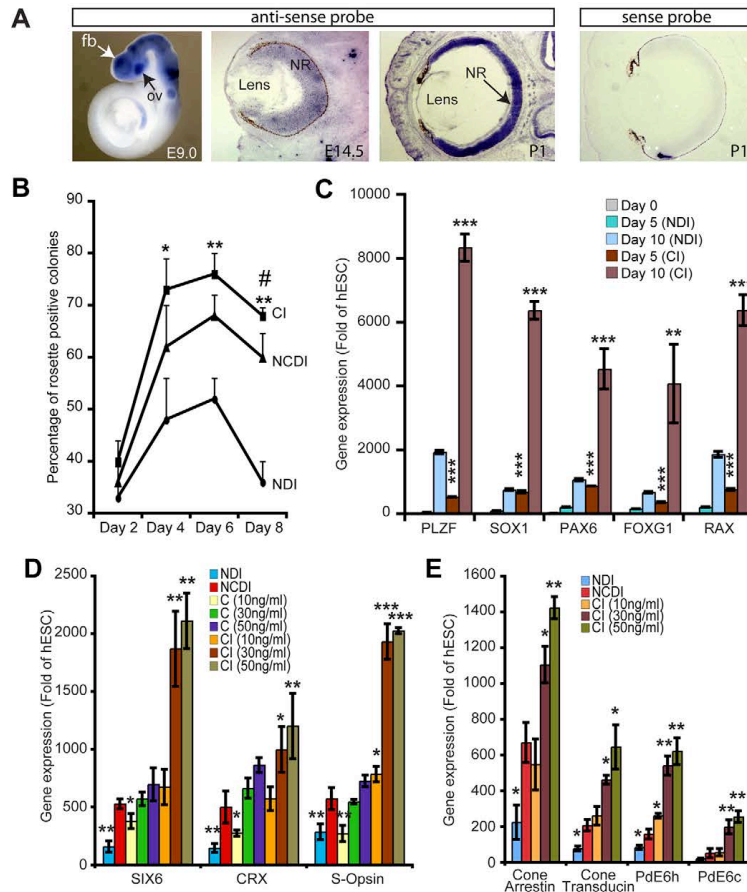 A
anti-sense probe
sense probe
fb
ov
E9.0
NR
Lens
E14.5
NR
Lens
P1
P1
B
Percentage of rosette positive colonies
90
80
70
60
50
40
30
* ** #
**
CI
NCDI
NDI
Day 2 Day 4 Day 6 Day 8
C
Gene expression (Fold of hESC)
10000
8000
6000
4000
2000
0
Day 0
Day 5 (NDI)
Day 10 (NDI)
Day 5 (CI)
Day 10 (CI)
*** *** *** ** ***
*** *** *** *** ***
PLZF SOX1 PAX6 FOXG1 RAX
D
Gene expression (Fold of hESC)
2500
2000
1500
1000
500
0
NDI
NCDI
C (10ng/ml)
C (30ng/ml)
C (50ng/ml)
CI (10ng/ml)
CI (30ng/ml)
CI (50ng/ml)
** * ** **
** * * **
** ** * *** ***
SIX6 CRX S-Opsin
E
Gene expression (Fold of hESC)
1600
1400
1200
1000
800
600
400
200
0
NDI
NCDI
CI (10ng/ml)
CI (30ng/ml)
CI (50ng/ml)
* * **
* * *
* * ** **
** **
Cone Arrestin
Cone Transducin
PdE6h
PdE6c